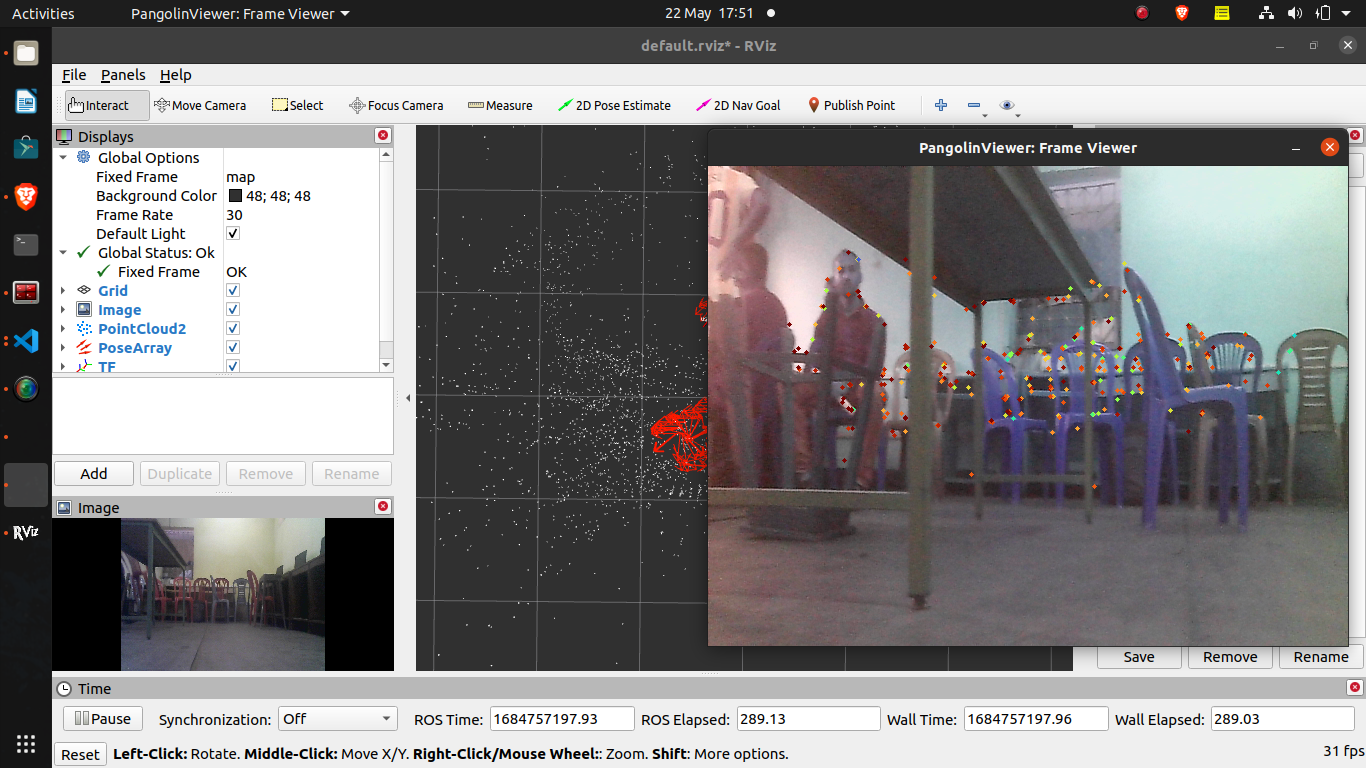 Activities
PangolinViewer: Frame Viewer
22 May 17:51
default.rviz* - RViz
File Panels Help
Interact Move Camera Select Focus Camera Measure 2D Pose Estimate 2D Nav Goal Publish Point
Displays
Global Options
Fixed Frame map
Background Color 48; 48; 48
Frame Rate 30
Default Light
Global Status: Ok
Fixed Frame OK
Grid
Image
PointCloud2
PoseArray
TF
Add Duplicate Remove Rename
Image
RViz
PangolinViewer: Frame Viewer
Save Remove Rename
Time
Pause Synchronization: Off ROS Time: 1684757197.93 ROS Elapsed: 289.13 Wall Time: 1684757197.96 Wall Elapsed: 289.03
Reset Left-Click: Rotate. Middle-Click: Move X/Y. Right-Click/Mouse Wheel:: Zoom. Shift: More options. 31 fps